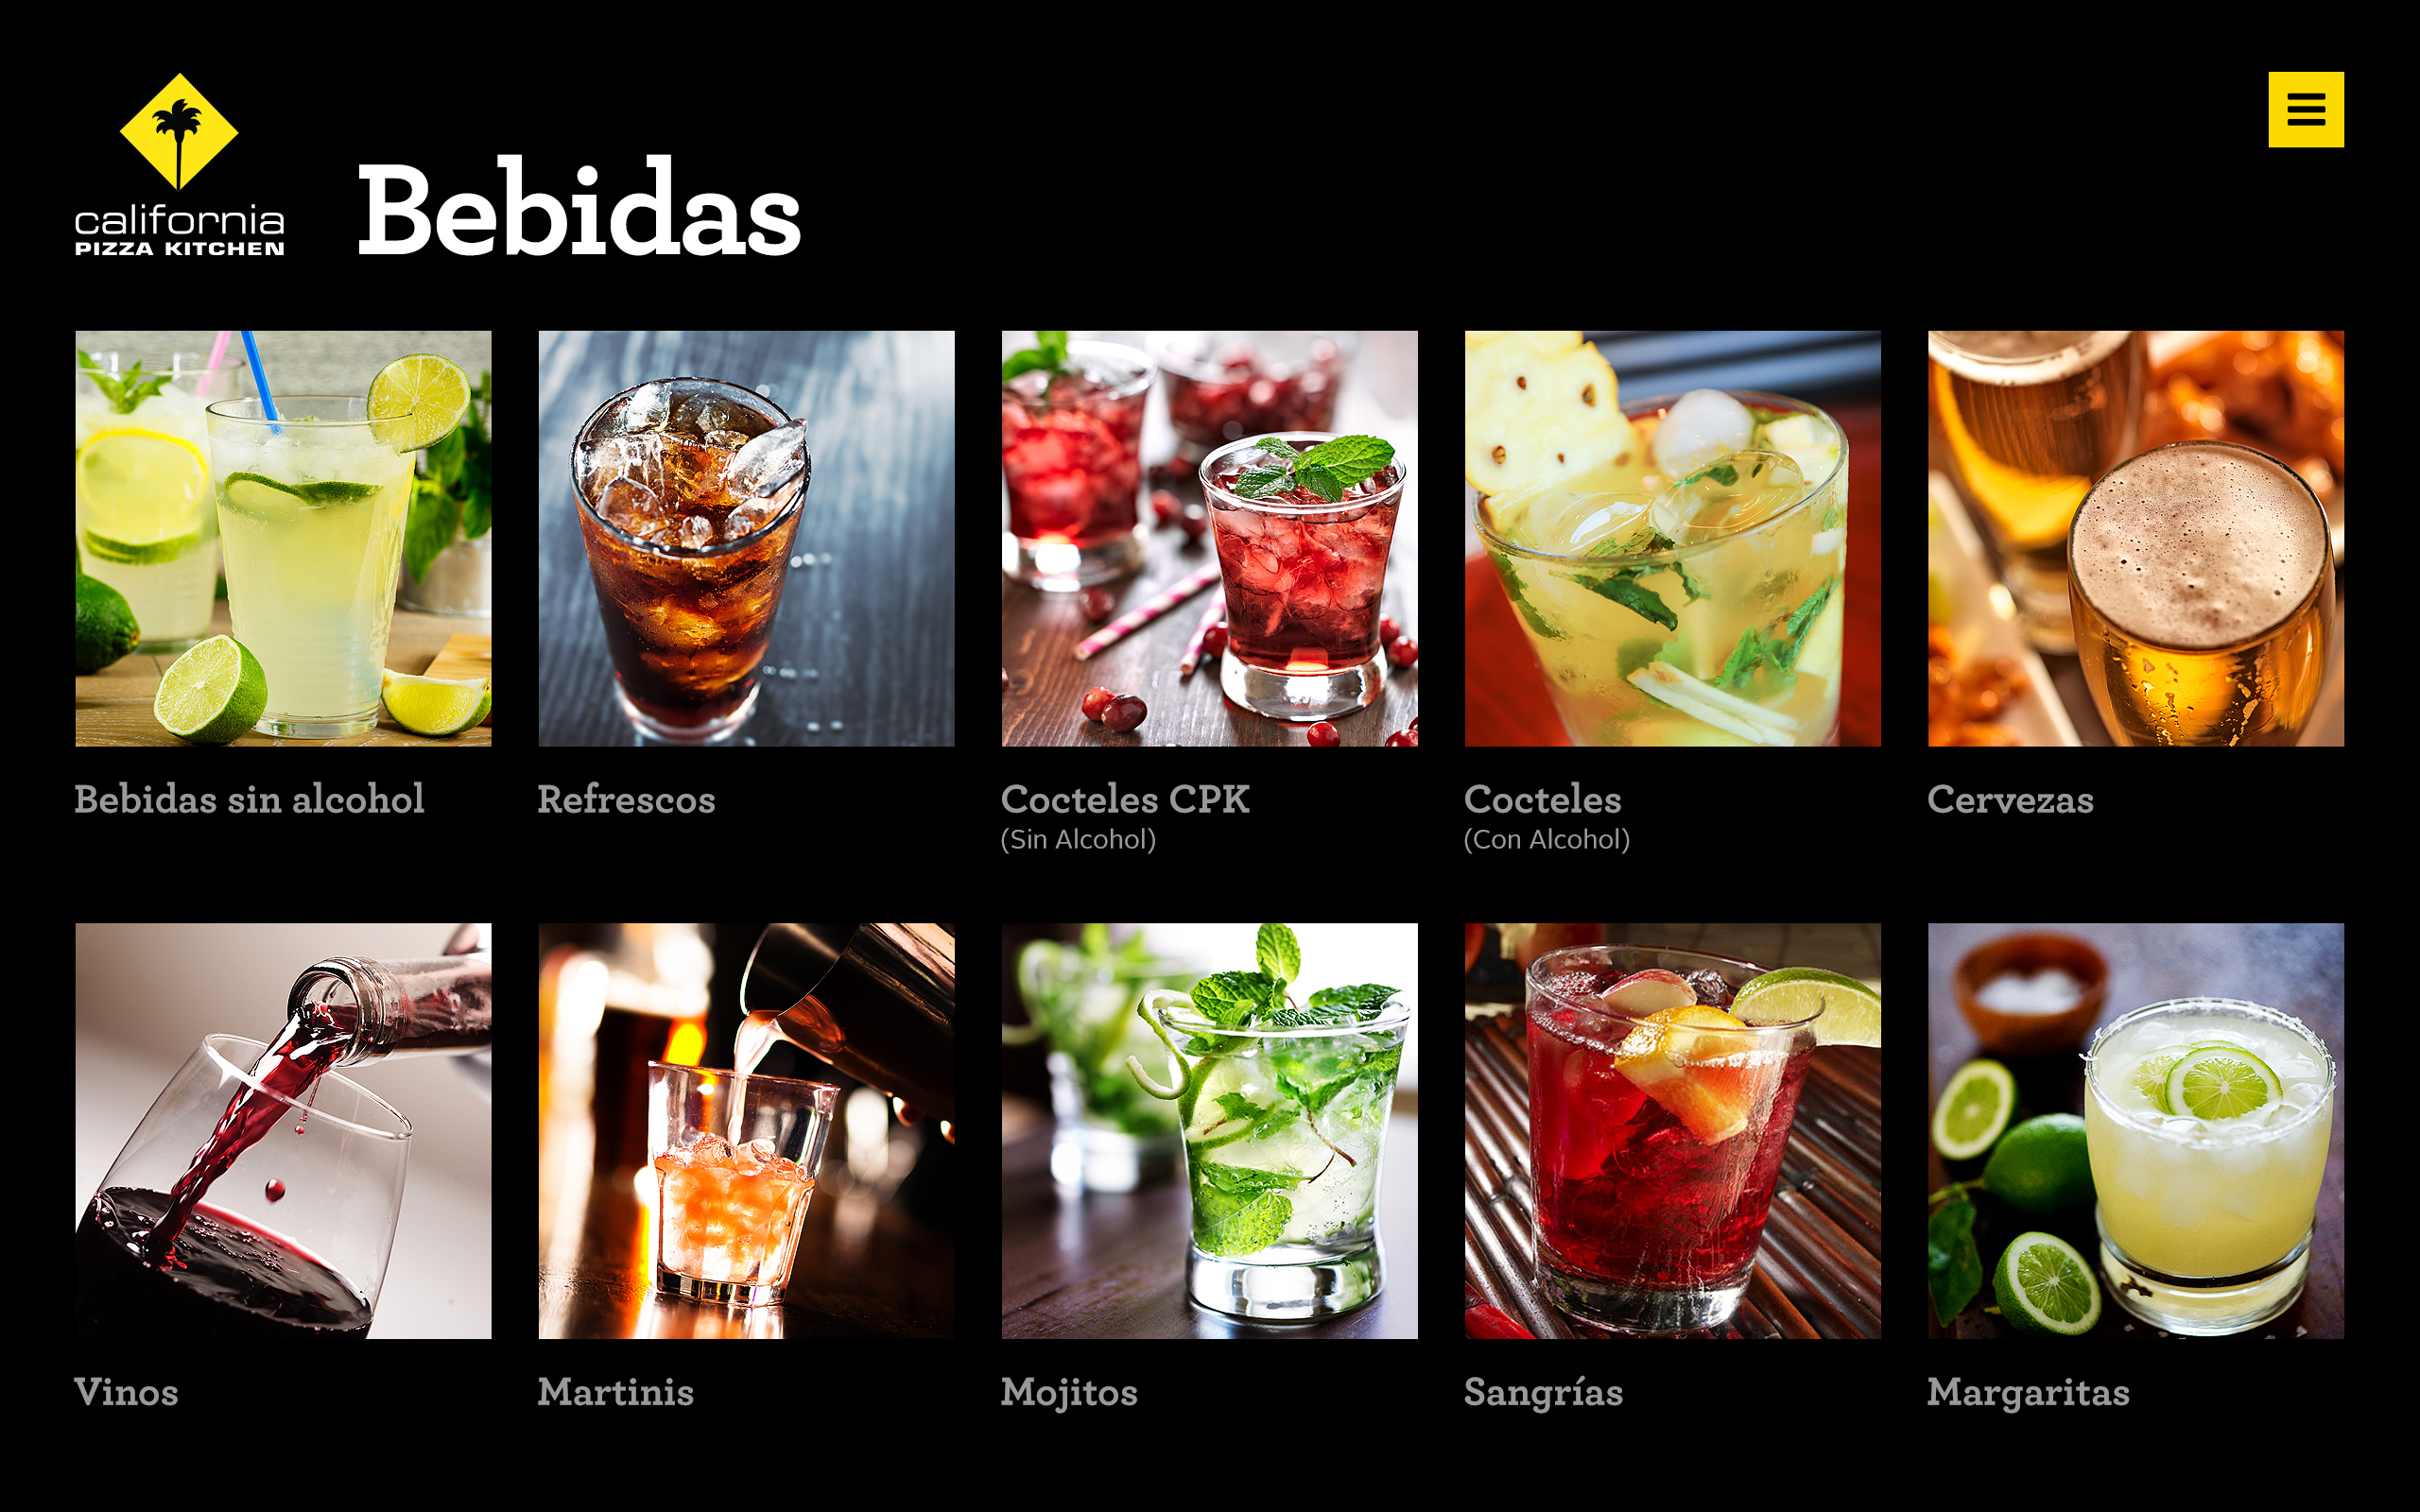 california
PIZZA KITCHEN
Bebidas
Bebidas sin alcohol
Refrescos
Cocteles CPK
(Sin Alcohol)
Cocteles
(Con Alcohol)
Cervezas
Vinos
Martinis
Mojitos
Sangrías
Margaritas